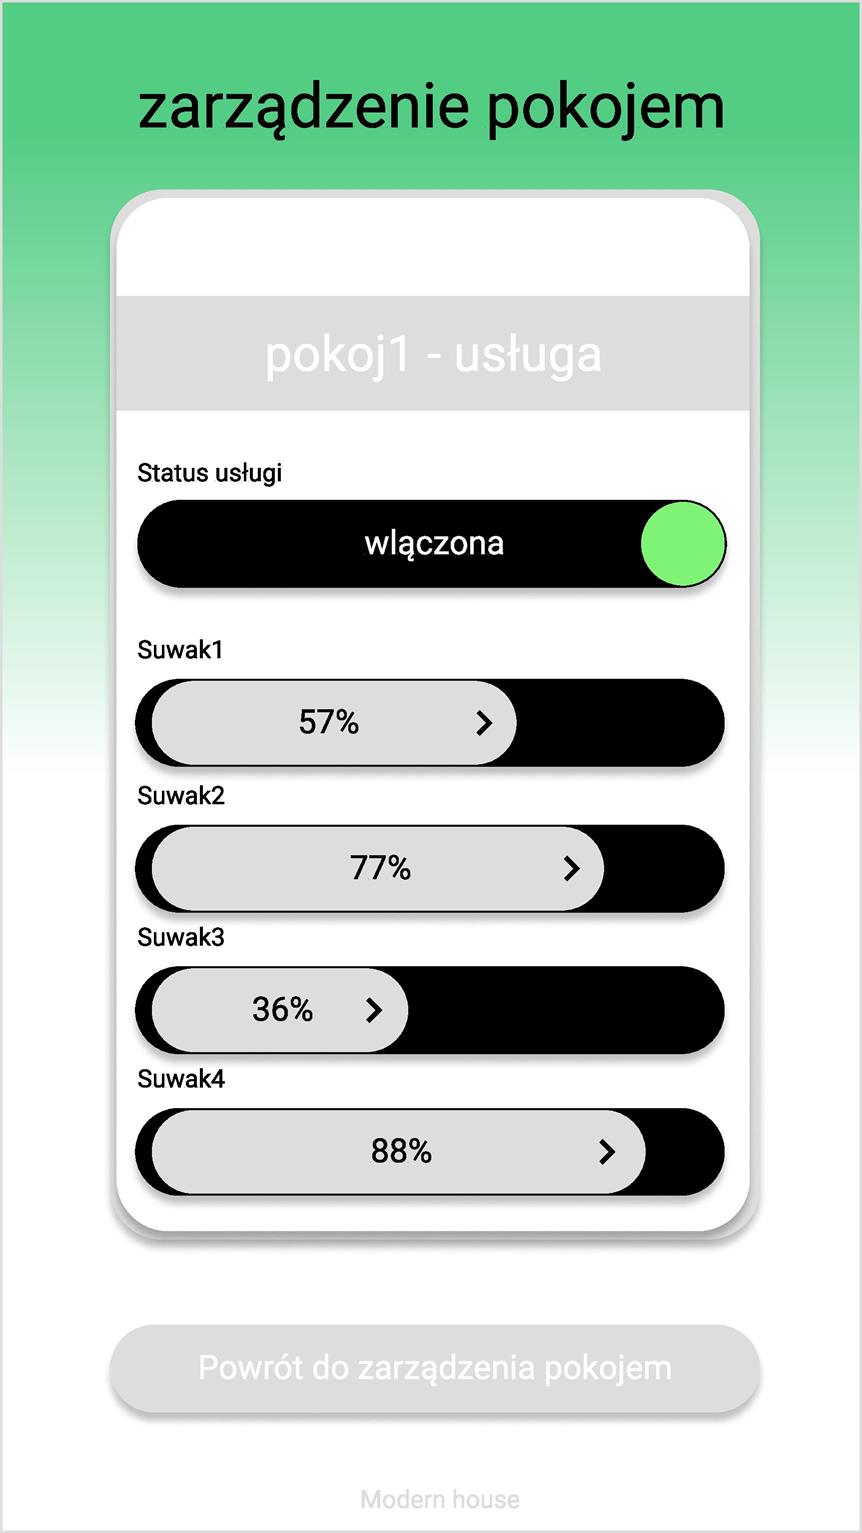 zarządzenie pokojem
pokoj1 - usługa
Status usługi
wlączona
Suwak1
57%
Suwak2
77%
Suwak3
36%
Suwak4
88%
Powrót do zarządzenia pokojem
Modern house